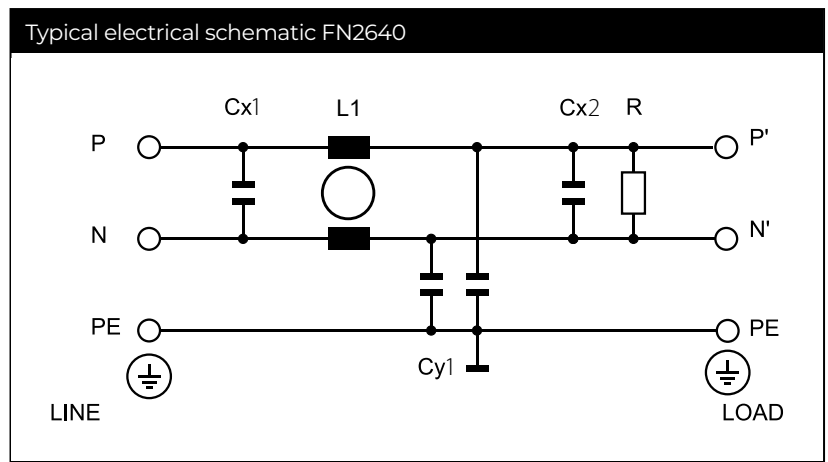 Typical electrical schematic FN2640
Cx1 L1 Cx2 R
P P'
N N'
PE PE
Cy1
LINE LOAD